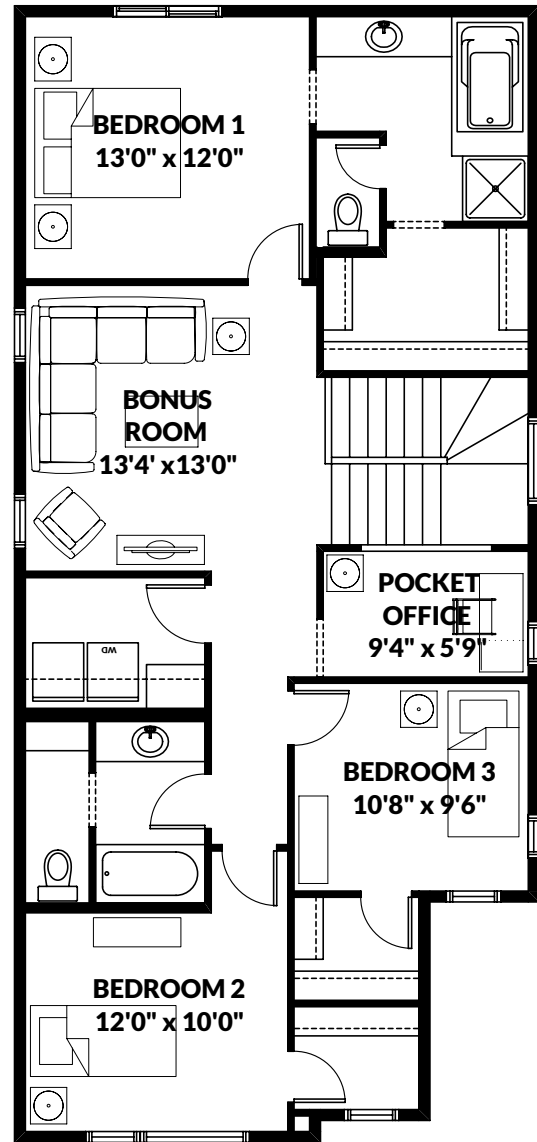 BEDROOM 1
13'0" x 12'0"
BONUS
ROOM
13'4' x13'0"
POCKET
OFFICE
9'4" x 5'9"
WD
BEDROOM 3
10'8" x 9'6"
BEDROOM 2
12'0" x 10'0"